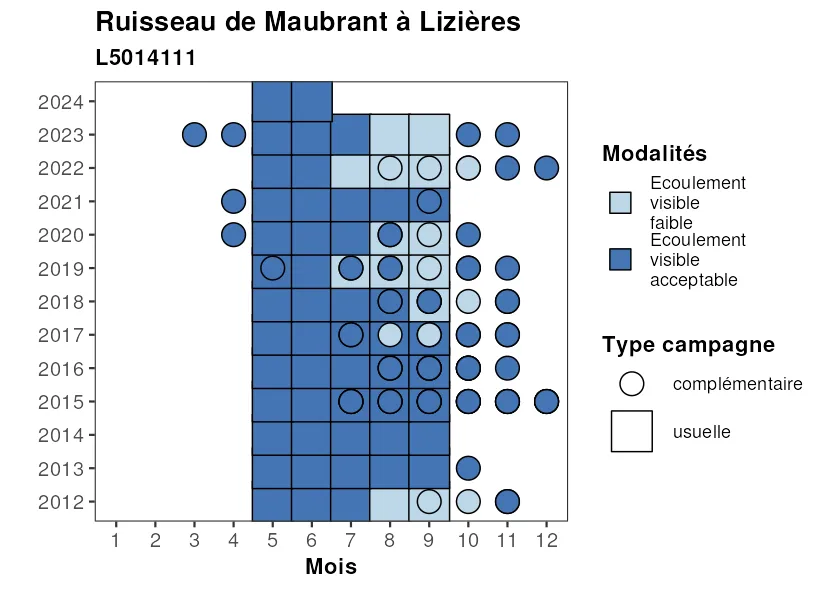 Ruisseau de Maubrant à Lizières
L5014111
2024
2023
2022
2021
2020
2019
2018
2017
2016
2015
2014
2013
2012
1 2 3 4 5 6 7 8 9 10 11 12
Mois
Modalités
Ecoulement
visible
faible
Ecoulement
visible
acceptable
Type campagne
complémentaire
usuelle